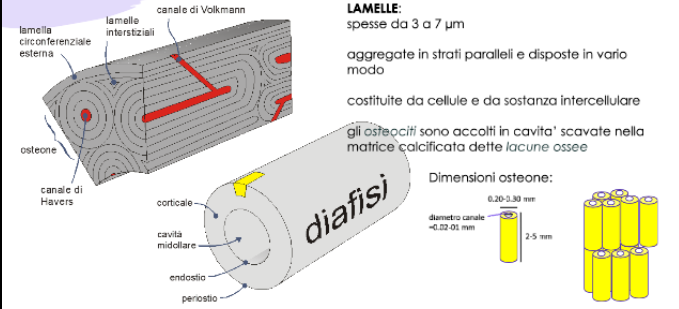 canale di Volkmann
lamelle
interstiziali
lamella
circonferenziale
esterna
osteone
canale di
Havers
LAMELLE:
spesse da 3 a 7 µm
aggregate in strati paralleli e disposte in vario
modo
costituite da cellule e da sostanza intercellulare
gli osteociti sono accolti in cavita' scavate nella
matrice calcificata dette lacune ossee
corticale
cavità
midollare
endostio
periostio
diafisi
Dimensioni osteone:
0.20-0.30 mm
diametro canale
=0.02-01 mm
2-5 mm